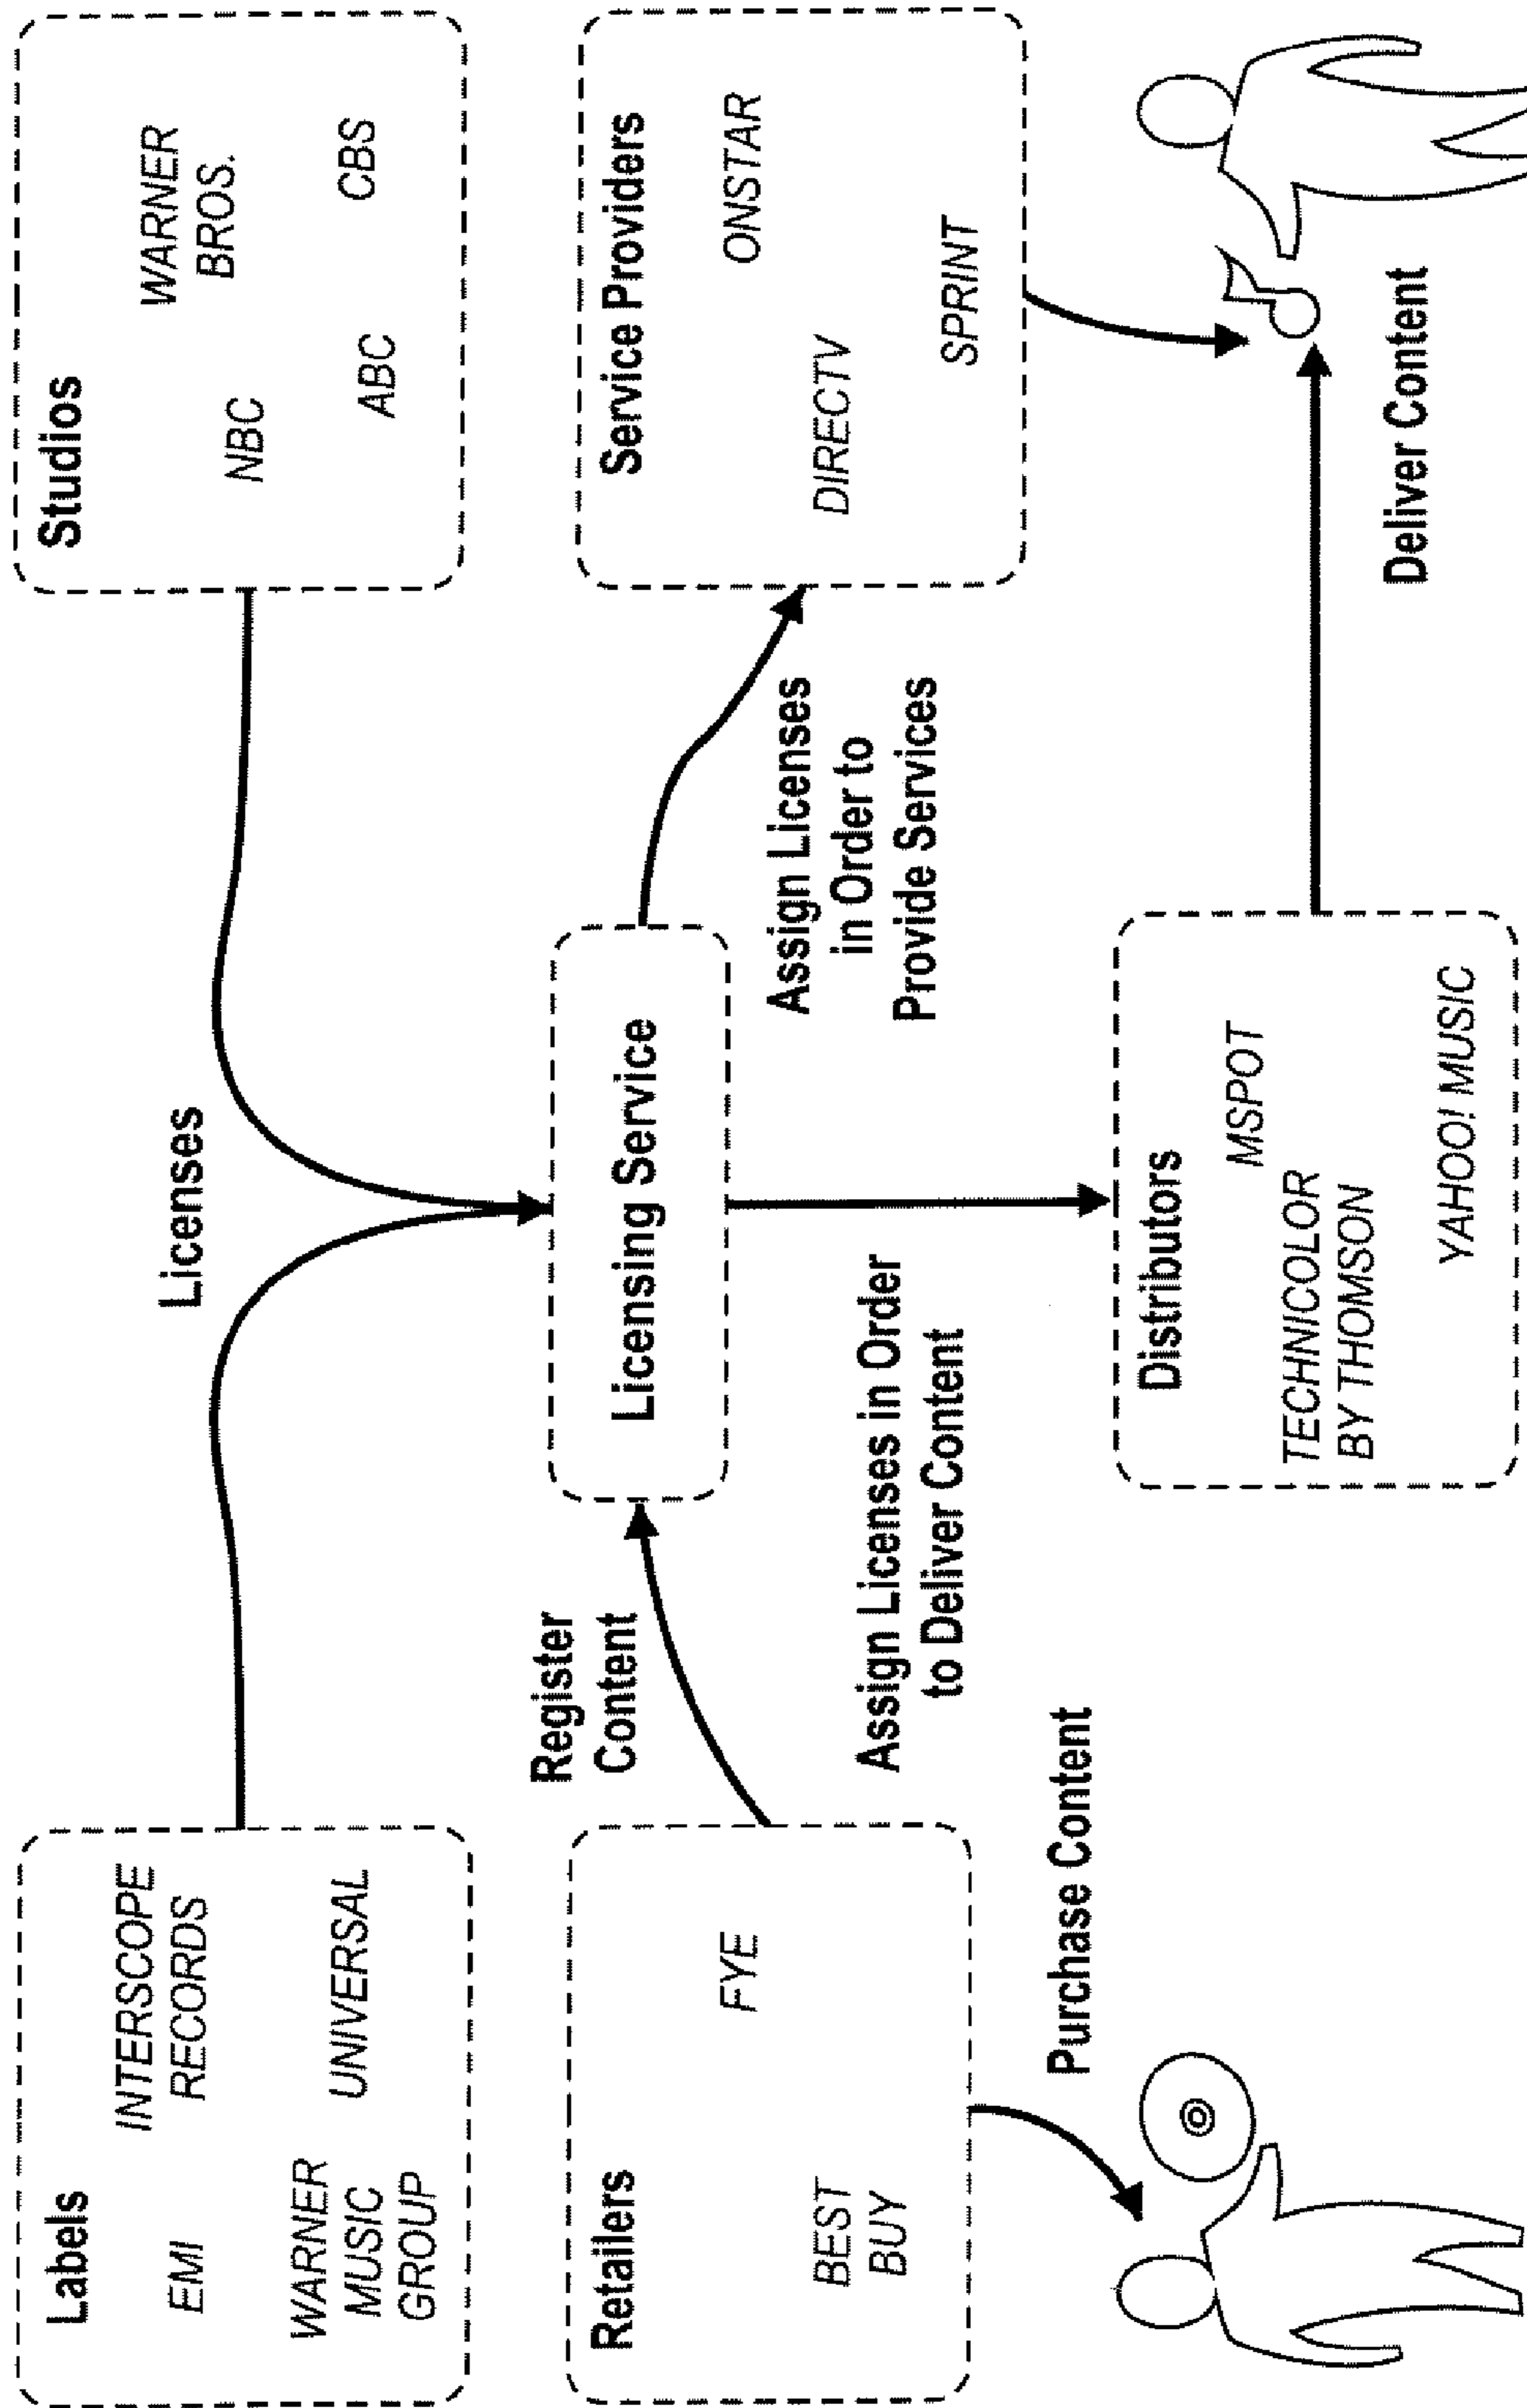 Labels
EMI
INTERSCOPE
RECORDS
WARNER
MUSIC
GROUP
UNIVERSAL
Licenses
Studios
NBC
WARNER
BROS.
ABC
CBS
Retailers
FYE
BEST
BUY
Register
Content
Licensing Service
Assign Licenses
in Order to
Provide Services
Service Providers
ONSTAR
DIRECTV
SPRINT
Assign Licenses in Order
to Deliver Content
Purchase Content
Distributors
MSPOT
TECHNICOLOR
BY THOMSON
YAHOO! MUSIC
Deliver Content